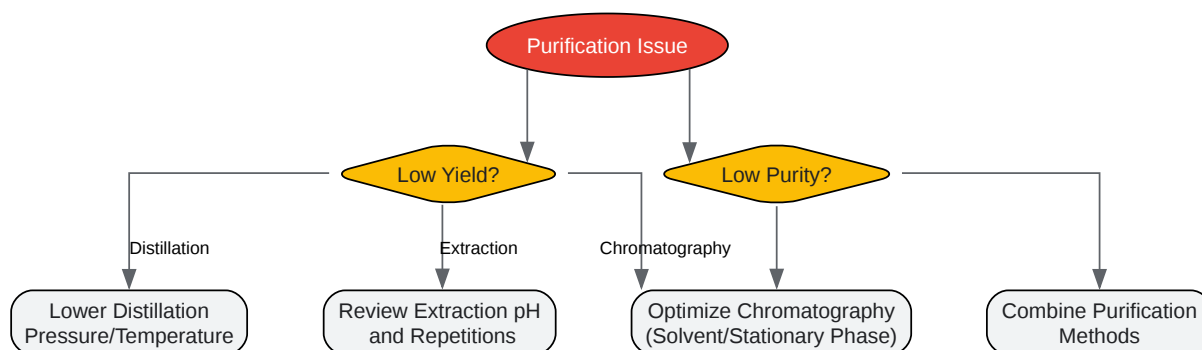 Purification Issue
Low Yield?
Low Purity?
Distillation
Extraction
Chromatography
Lower Distillation
Pressure/Temperature
Review Extraction pH
and Repetitions
Optimize Chromatography
(Solvent/Stationary Phase)
Combine Purification
Methods